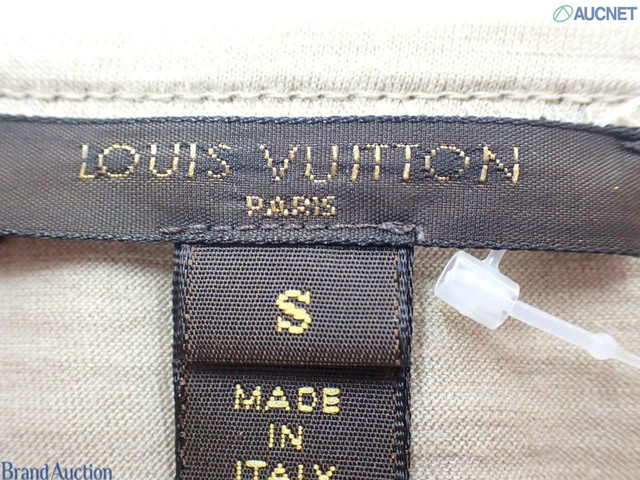 AUCNET
LOUIS VUITTON
PARIS
S
MADE
IN
ITALY
Brand Auction